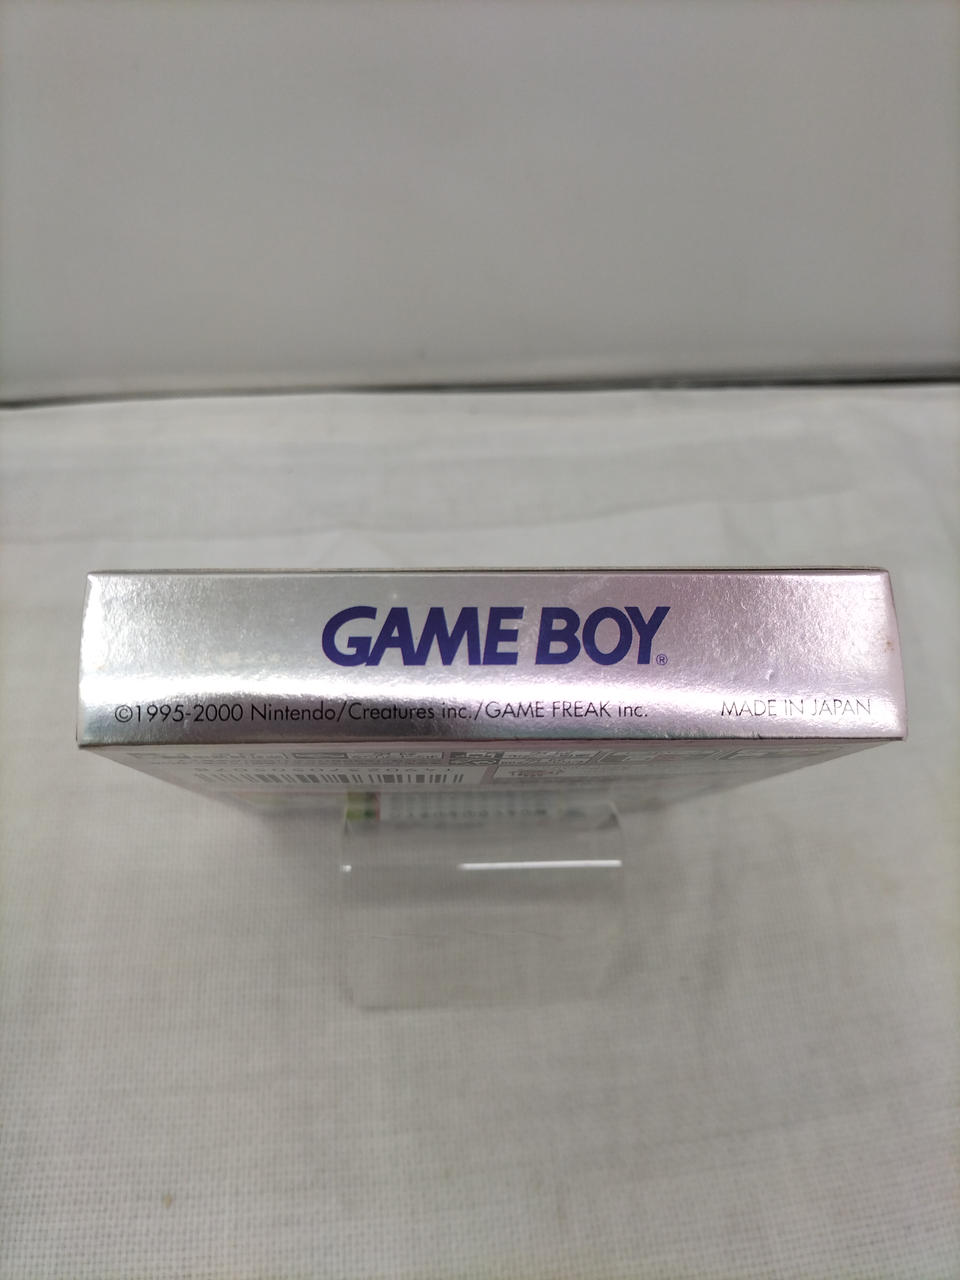 GAME BOY®
©1995-2000 Nintendo/Creatures inc./GAME FREAK inc.
MADE IN JAPAN